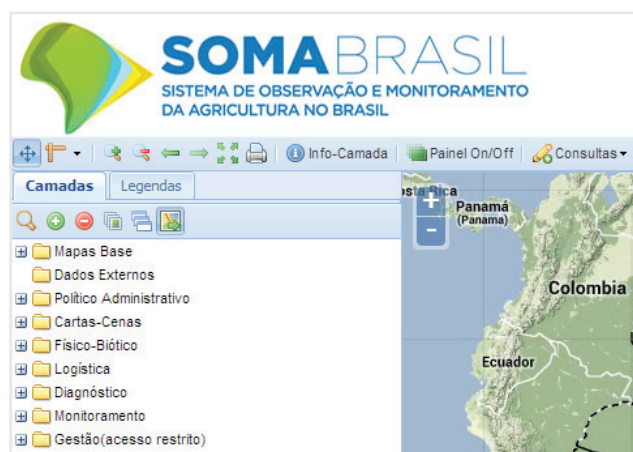 SOMABRASIL
SISTEMA DE OBSERVAÇÃO E MONITORAMENTO
DA AGRICULTURA NO BRASIL
Info-Camada Painel On/Off Consultas
Camadas Legendas
Mapas Base
Dados Externos
Político Administrativo
Cartas-Cenas
Físico-Biótico
Logística
Diagnóstico
Monitoramento
Gestão(acesso restrito)
Rica
Panamá
(Panama)
Colombia
Ecuador